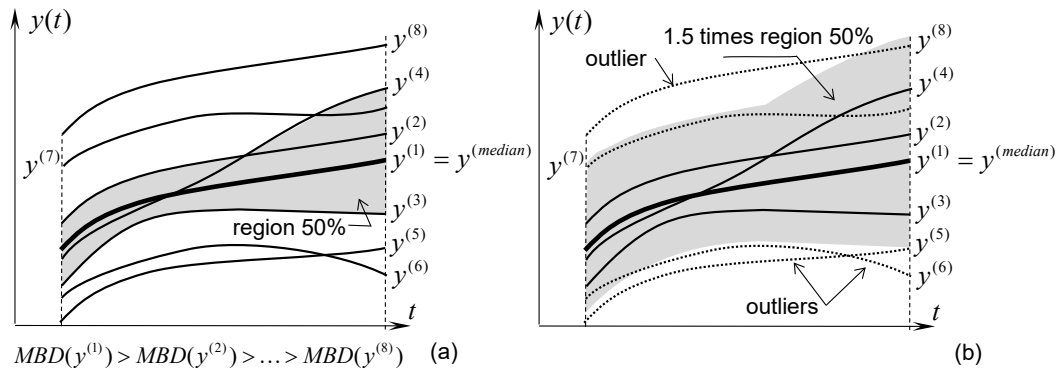 y(t)
y^{(8)}
y^{(4)}
y^{(2)}
y^{(7)}
y^{(1)} = y^{(median)}
y^{(3)}
region 50%
y^{(5)}
y^{(6)}
t
MBD(y^{(1)}) > MBD(y^{(2)}) > … > MBD(y^{(8)})
(a)
y(t)
1.5 times region 50%
y^{(8)}
outlier
y^{(4)}
y^{(2)}
y^{(7)}
y^{(1)} = y^{(median)}
y^{(3)}
y^{(5)}
y^{(6)}
outliers
t
(b)